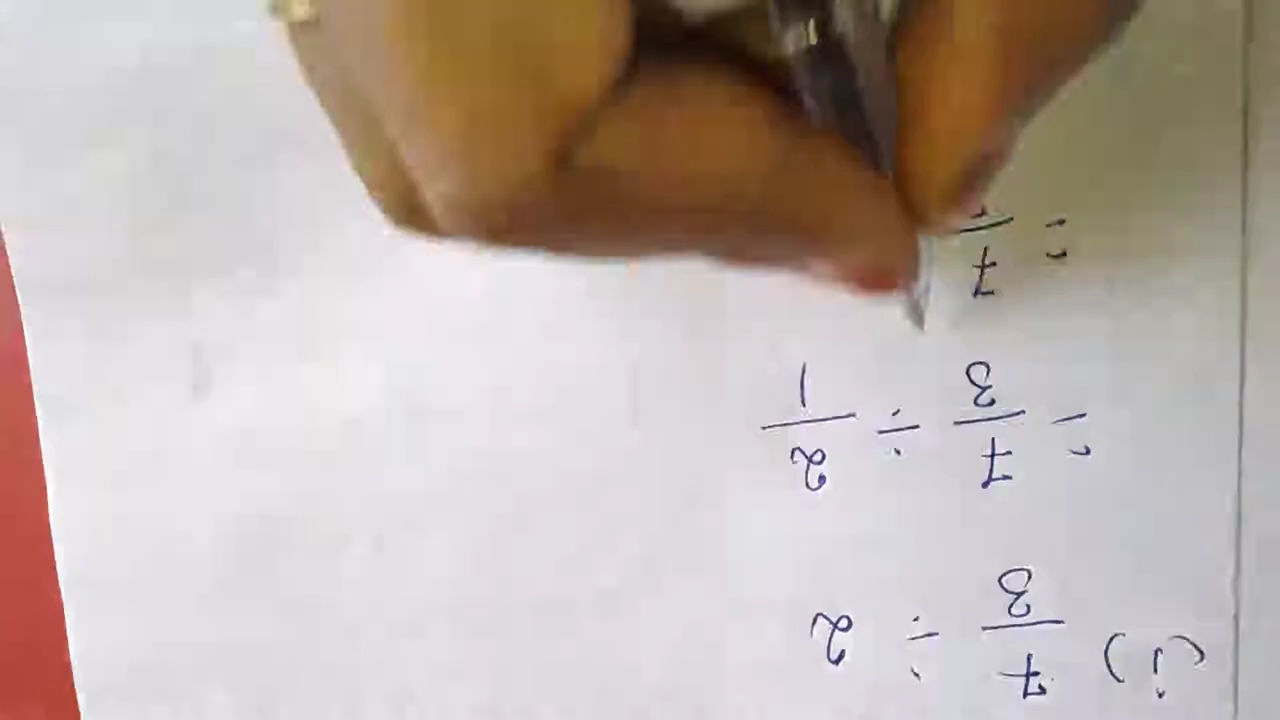 (i) 7/3 ÷ 2
= 7/3 ÷ 2/1
= 7/